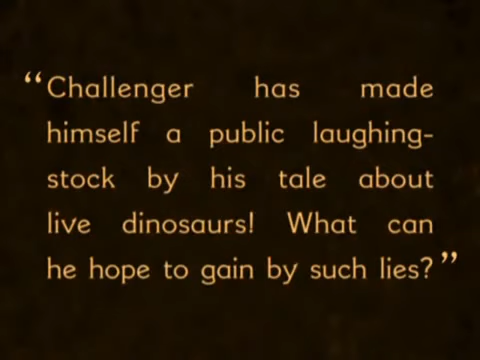 “Challenger has made
himself a public laughing-
stock by his tale about
live dinosaurs! What can
he hope to gain by such lies?”